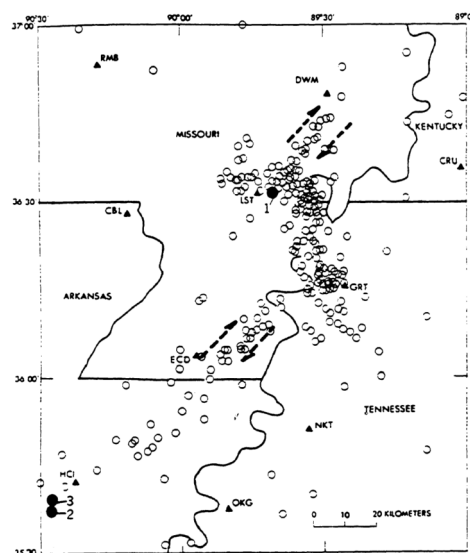 90'30' 90'00' 89'30'
37'00'
RMB
DWM
MISSOURI
KENTUCKY
CRU
LST
36'30'
CBL
1
GRT
ARKANSAS
ECD
36'00'
TENNESSEE
NKT
HCI
3
2
OKG
0 10 20 KILOMETERS